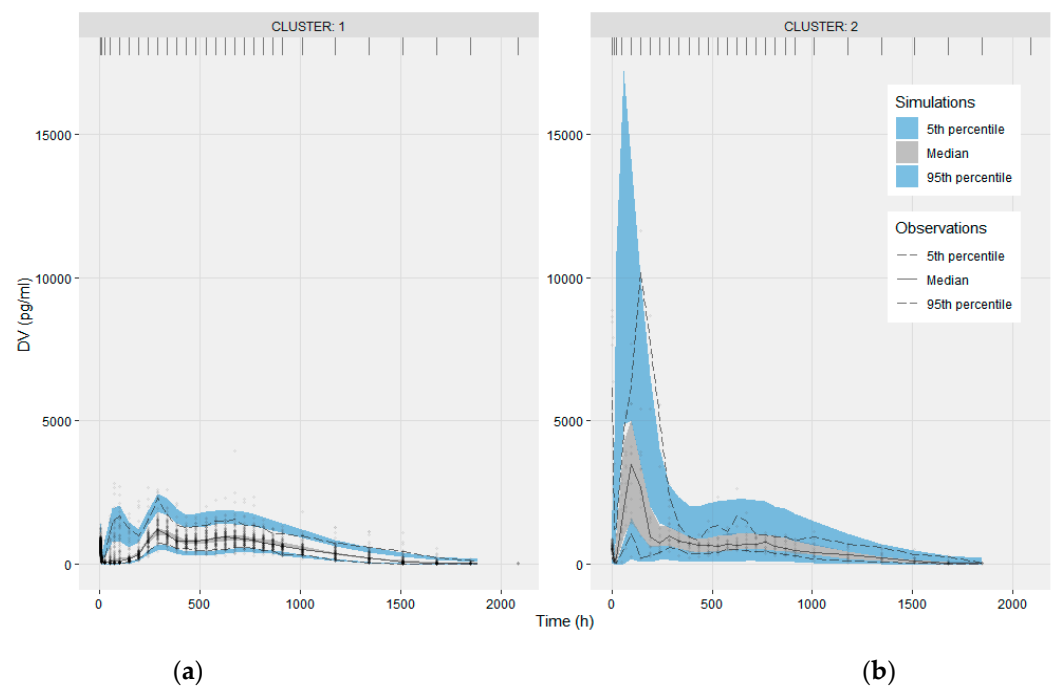 CLUSTER: 1
CLUSTER: 2
Simulations
5th percentile
Median
95th percentile
Observations
5th percentile
Median
95th percentile
DV (pg/ml)
15000
10000
5000
0
15000
10000
5000
0
0 500 1000 1500 2000
0 500 1000 1500 2000
Time (h)
(a)
(b)